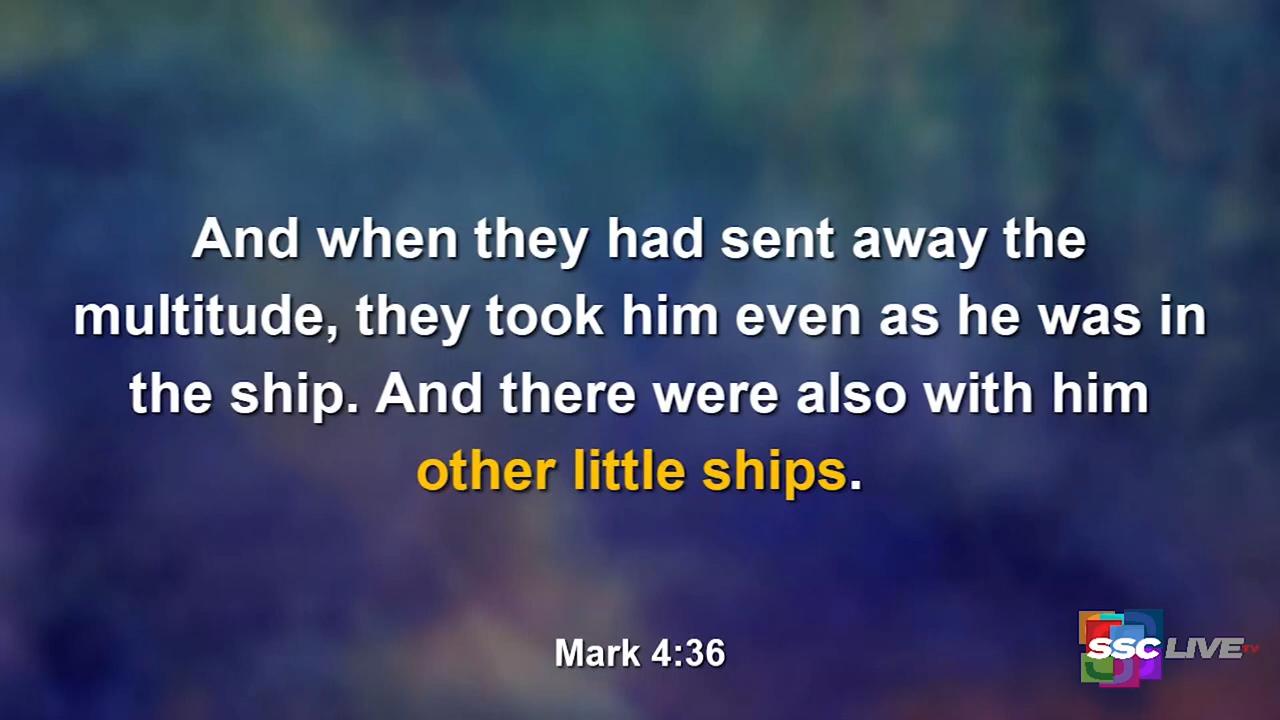 And when they had sent away the
multitude, they took him even as he was in
the ship. And there were also with him
other little ships.
Mark 4:36
SSC LIVE TV